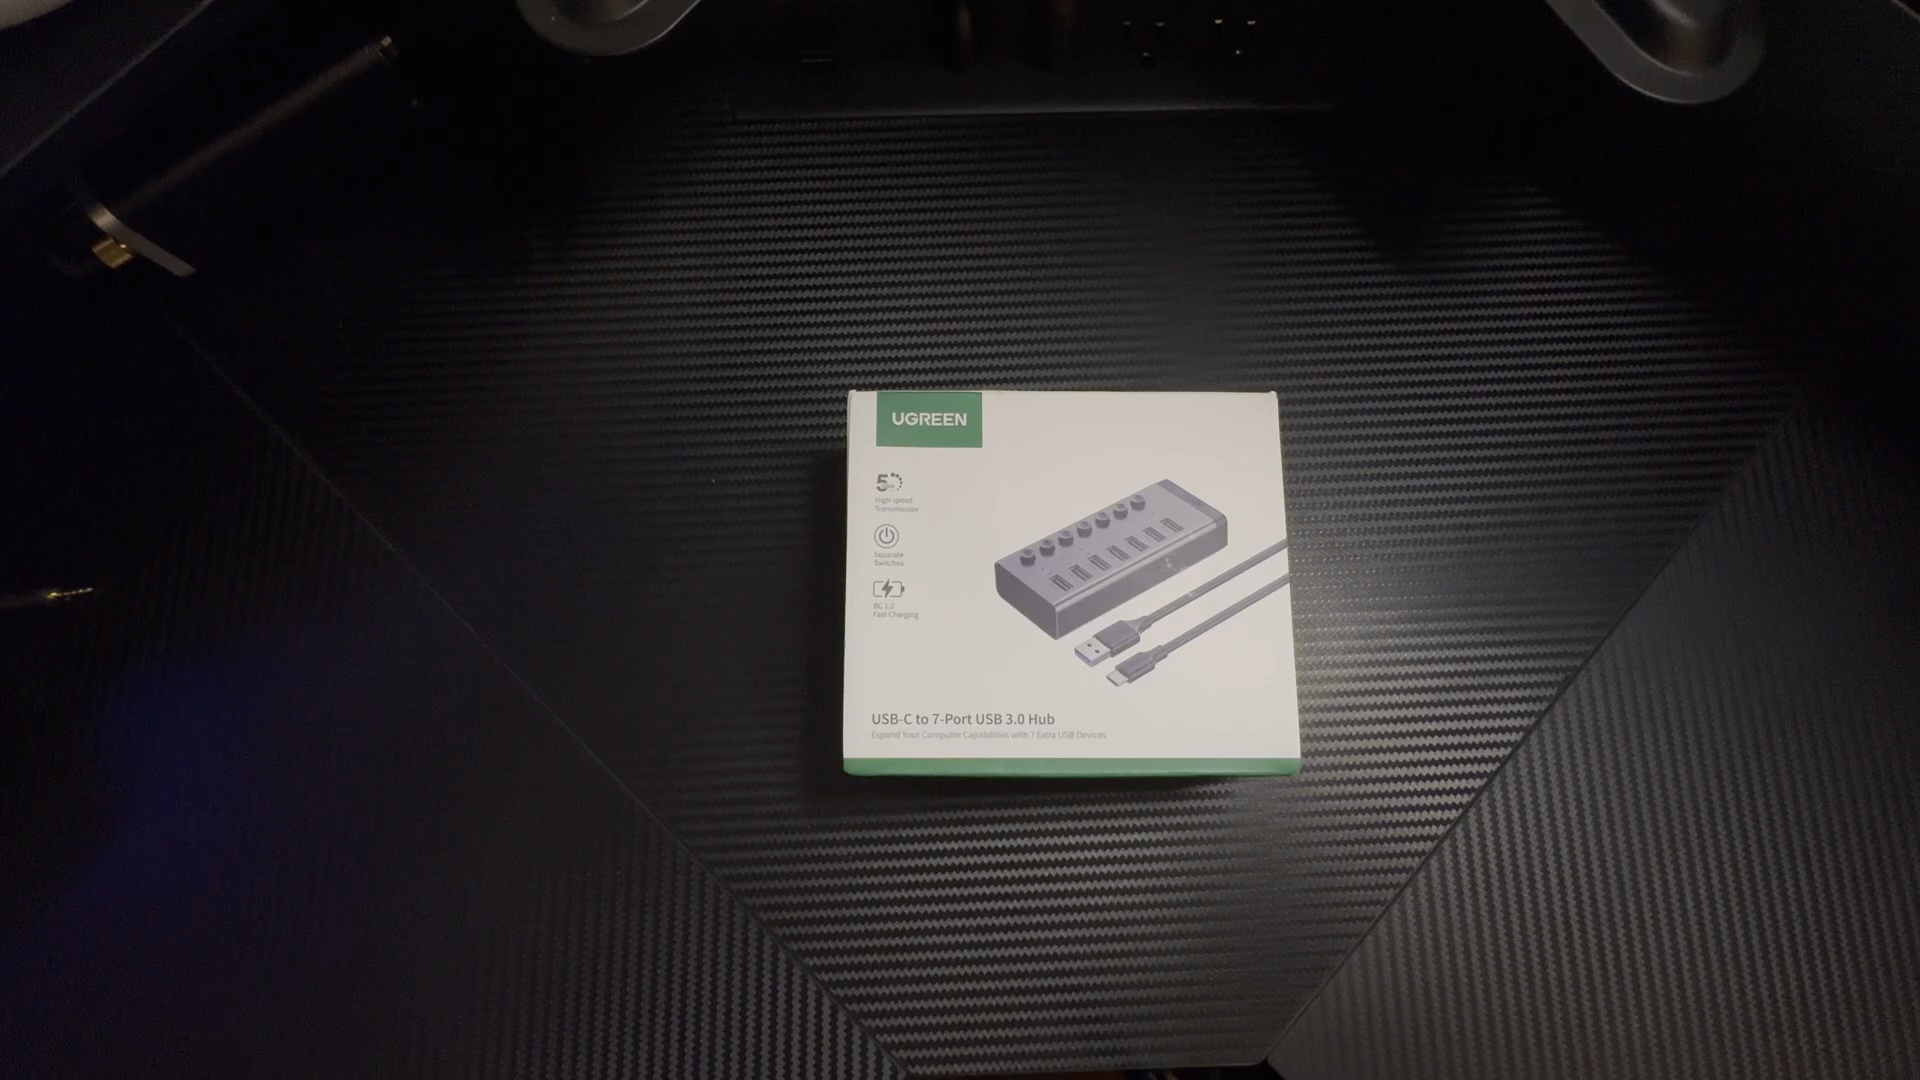 UGREEN
5
High-speed
Transmission
Separate
Switches
BC 1.2
Fast Charging
USB-C to 7-Port USB 3.0 Hub
Expand Your Computer Capabilities with 7 Extra USB Devices